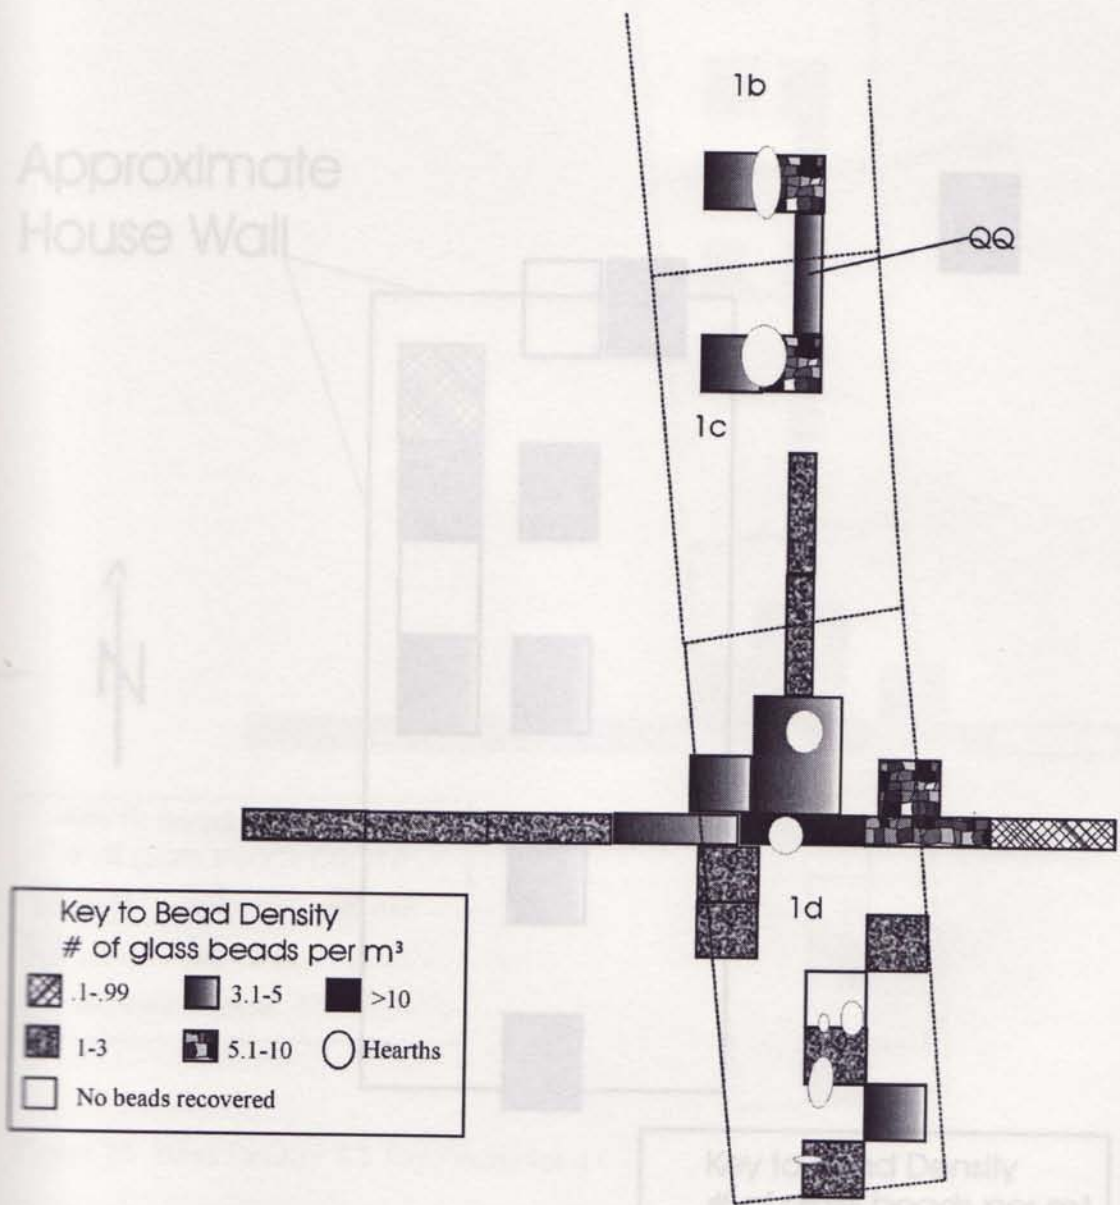 1b
Approximate
House Wall
QQ
1c
N
1d
Key to Bead Density
# of glass beads per m³
.1-.99
3.1-5
>10
1-3
5.1-10
Hearths
No beads recovered
Key to Bead Density